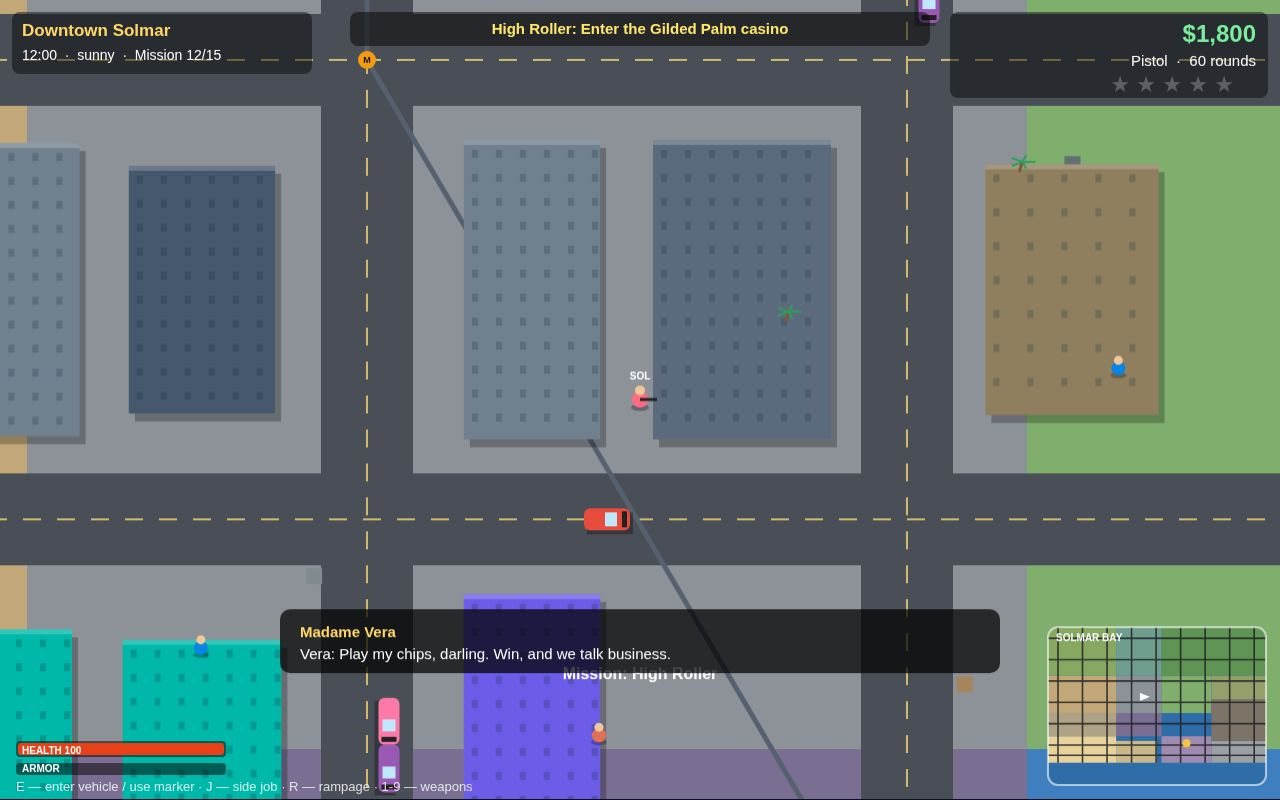 Downtown Solmar
12:00 · sunny · Mission 12/15
High Roller: Enter the Gilded Palm casino
$1,800
Pistol · 60 rounds
★★★★★
M
SOL
Madame Vera
Vera: Play my chips, darling. Win, and we talk business.
Mission: High Roller
SOLMAR BAY
HEALTH 100
ARMOR
E — enter vehicle / use marker · J — side job · R — rampage · 1-9 — weapons